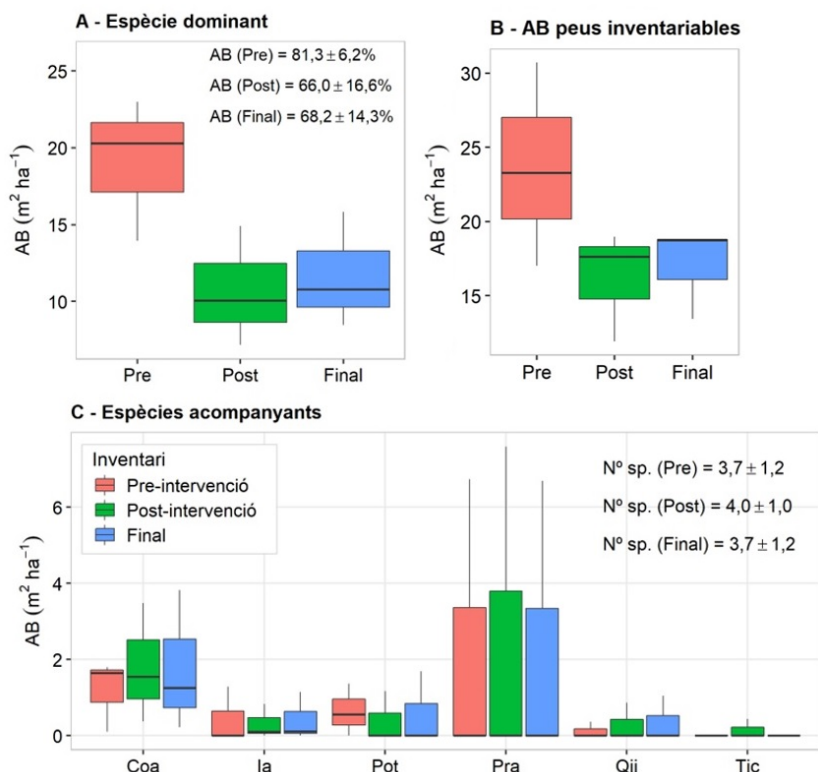 A - Espècie dominant
AB (Pre) = 81,3 ± 6,2%
AB (Post) = 66,0 ± 16,6%
AB (Final) = 68,2 ± 14,3%
AB (m² ha⁻¹)
25
20
15
10
Pre Post Final
B - AB peus inventariables
AB (m² ha⁻¹)
30
25
20
15
Pre Post Final
C - Espècies acompanyants
Inventari
Pre-intervenció
Post-intervenció
Final
Nº sp. (Pre) = 3,7 ± 1,2
Nº sp. (Post) = 4,0 ± 1,0
Nº sp. (Final) = 3,7 ± 1,2
AB (m² ha⁻¹)
6
4
2
0
Coa Ia Pot Pra Qii Tic